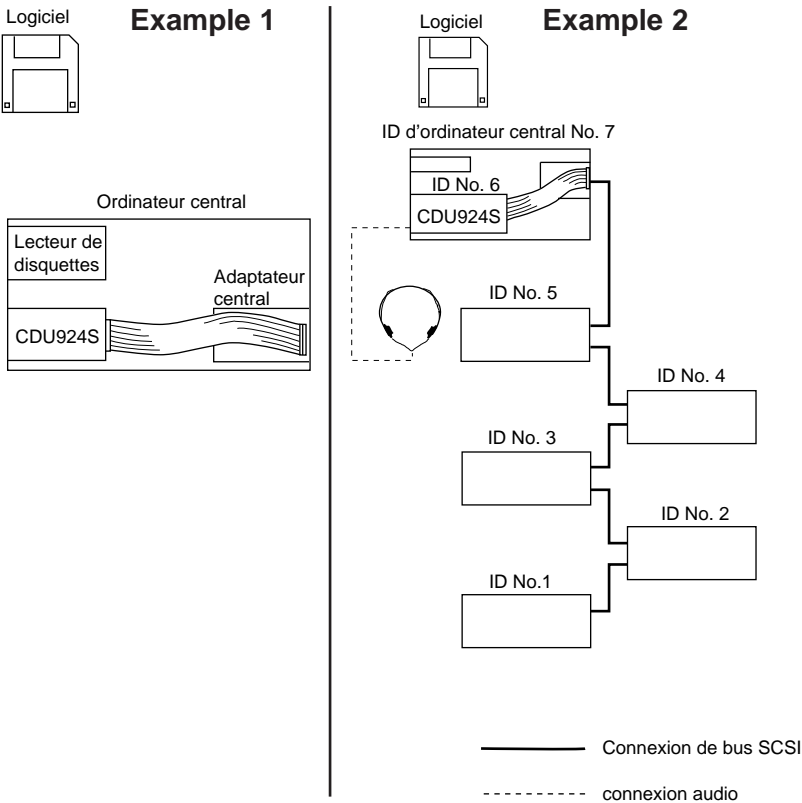 Logiciel
Example 1
Ordinateur central
Lecteur de
disquettes
Adaptateur
central
CDU924S
Logiciel
Example 2
ID d'ordinateur central No. 7
ID No. 6
CDU924S
ID No. 5
ID No. 4
ID No. 3
ID No. 2
ID No.1
Connexion de bus SCSI
connexion audio